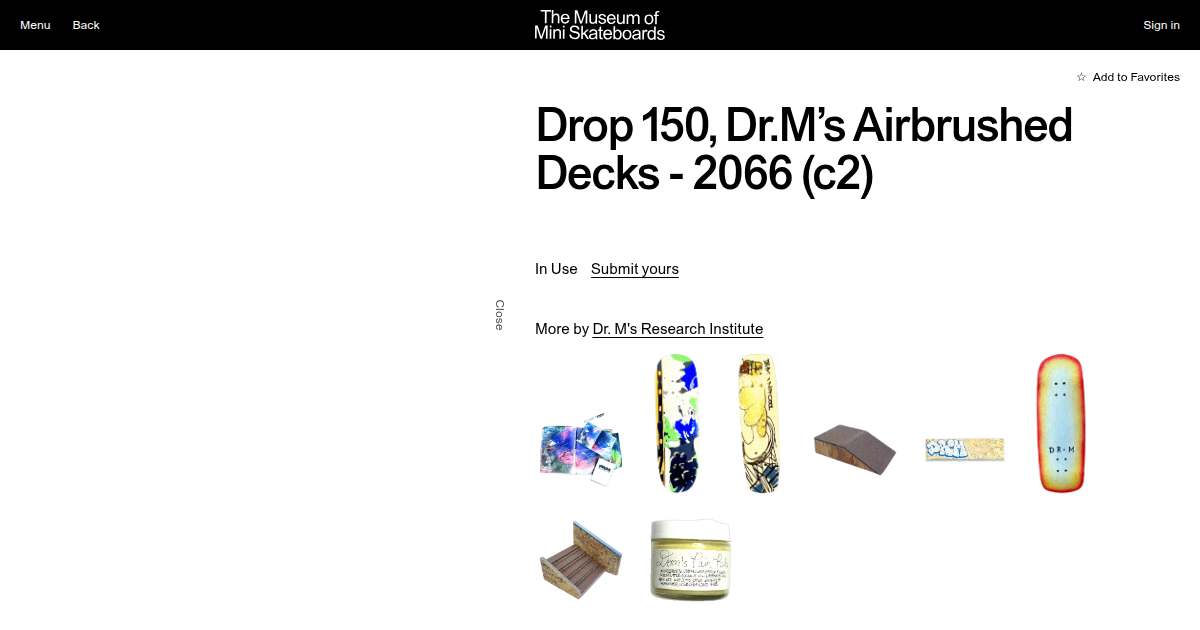 Menu
Back
The Museum of
Mini Skateboards
Sign in
☆ Add to Favorites
Drop 150, Dr.M’s Airbrushed
Decks - 2066 (c2)
In Use
Submit yours
Close
More by Dr. M's Research Institute
DR.M